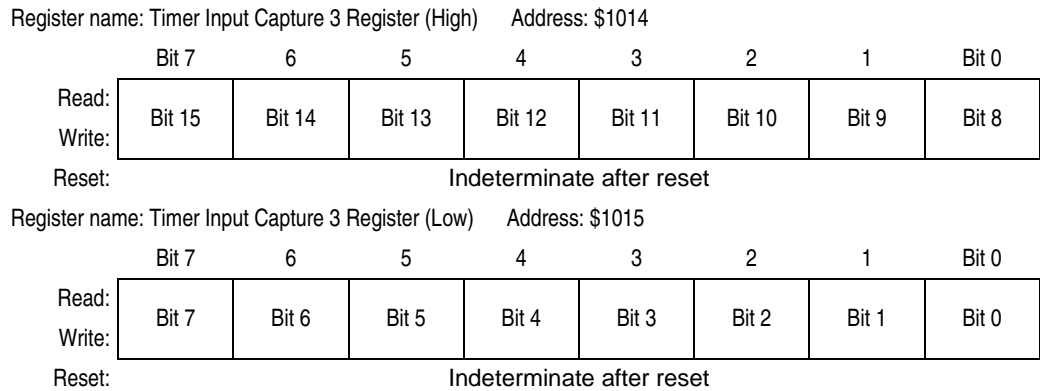 Register name: Timer Input Capture 3 Register (High) Address: $1014
Bit 7 6 5 4 3 2 1 Bit 0
Read:
Bit 15 Bit 14 Bit 13 Bit 12 Bit 11 Bit 10 Bit 9 Bit 8
Write:
Reset: Indeterminate after reset
Register name: Timer Input Capture 3 Register (Low) Address: $1015
Bit 7 6 5 4 3 2 1 Bit 0
Read:
Bit 7 Bit 6 Bit 5 Bit 4 Bit 3 Bit 2 Bit 1 Bit 0
Write:
Reset: Indeterminate after reset